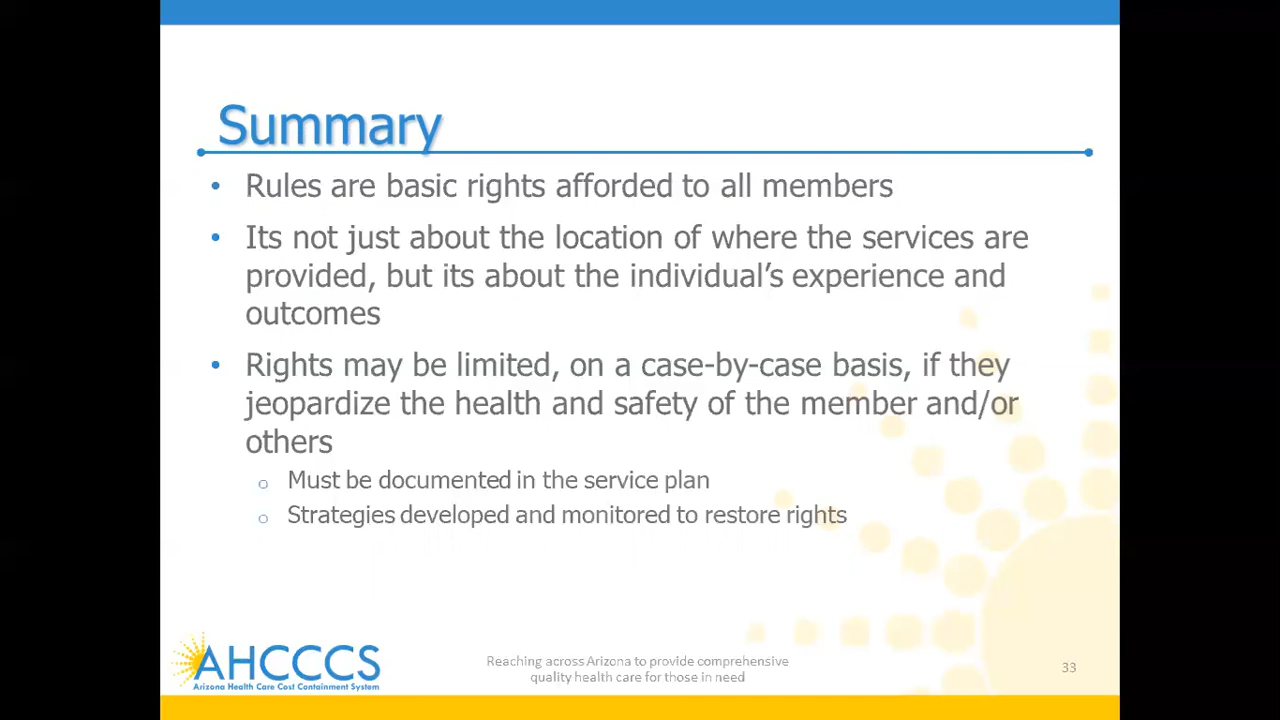 Summary
• Rules are basic rights afforded to all members
• Its not just about the location of where the services are
provided, but its about the individual’s experience and
outcomes
• Rights may be limited, on a case-by-case basis, if they
jeopardize the health and safety of the member and/or
others
o Must be documented in the service plan
o Strategies developed and monitored to restore rights
AHCCCS
Arizona Health Care Cost Containment System
Reaching across Arizona to provide comprehensive
quality health care for those in need
33